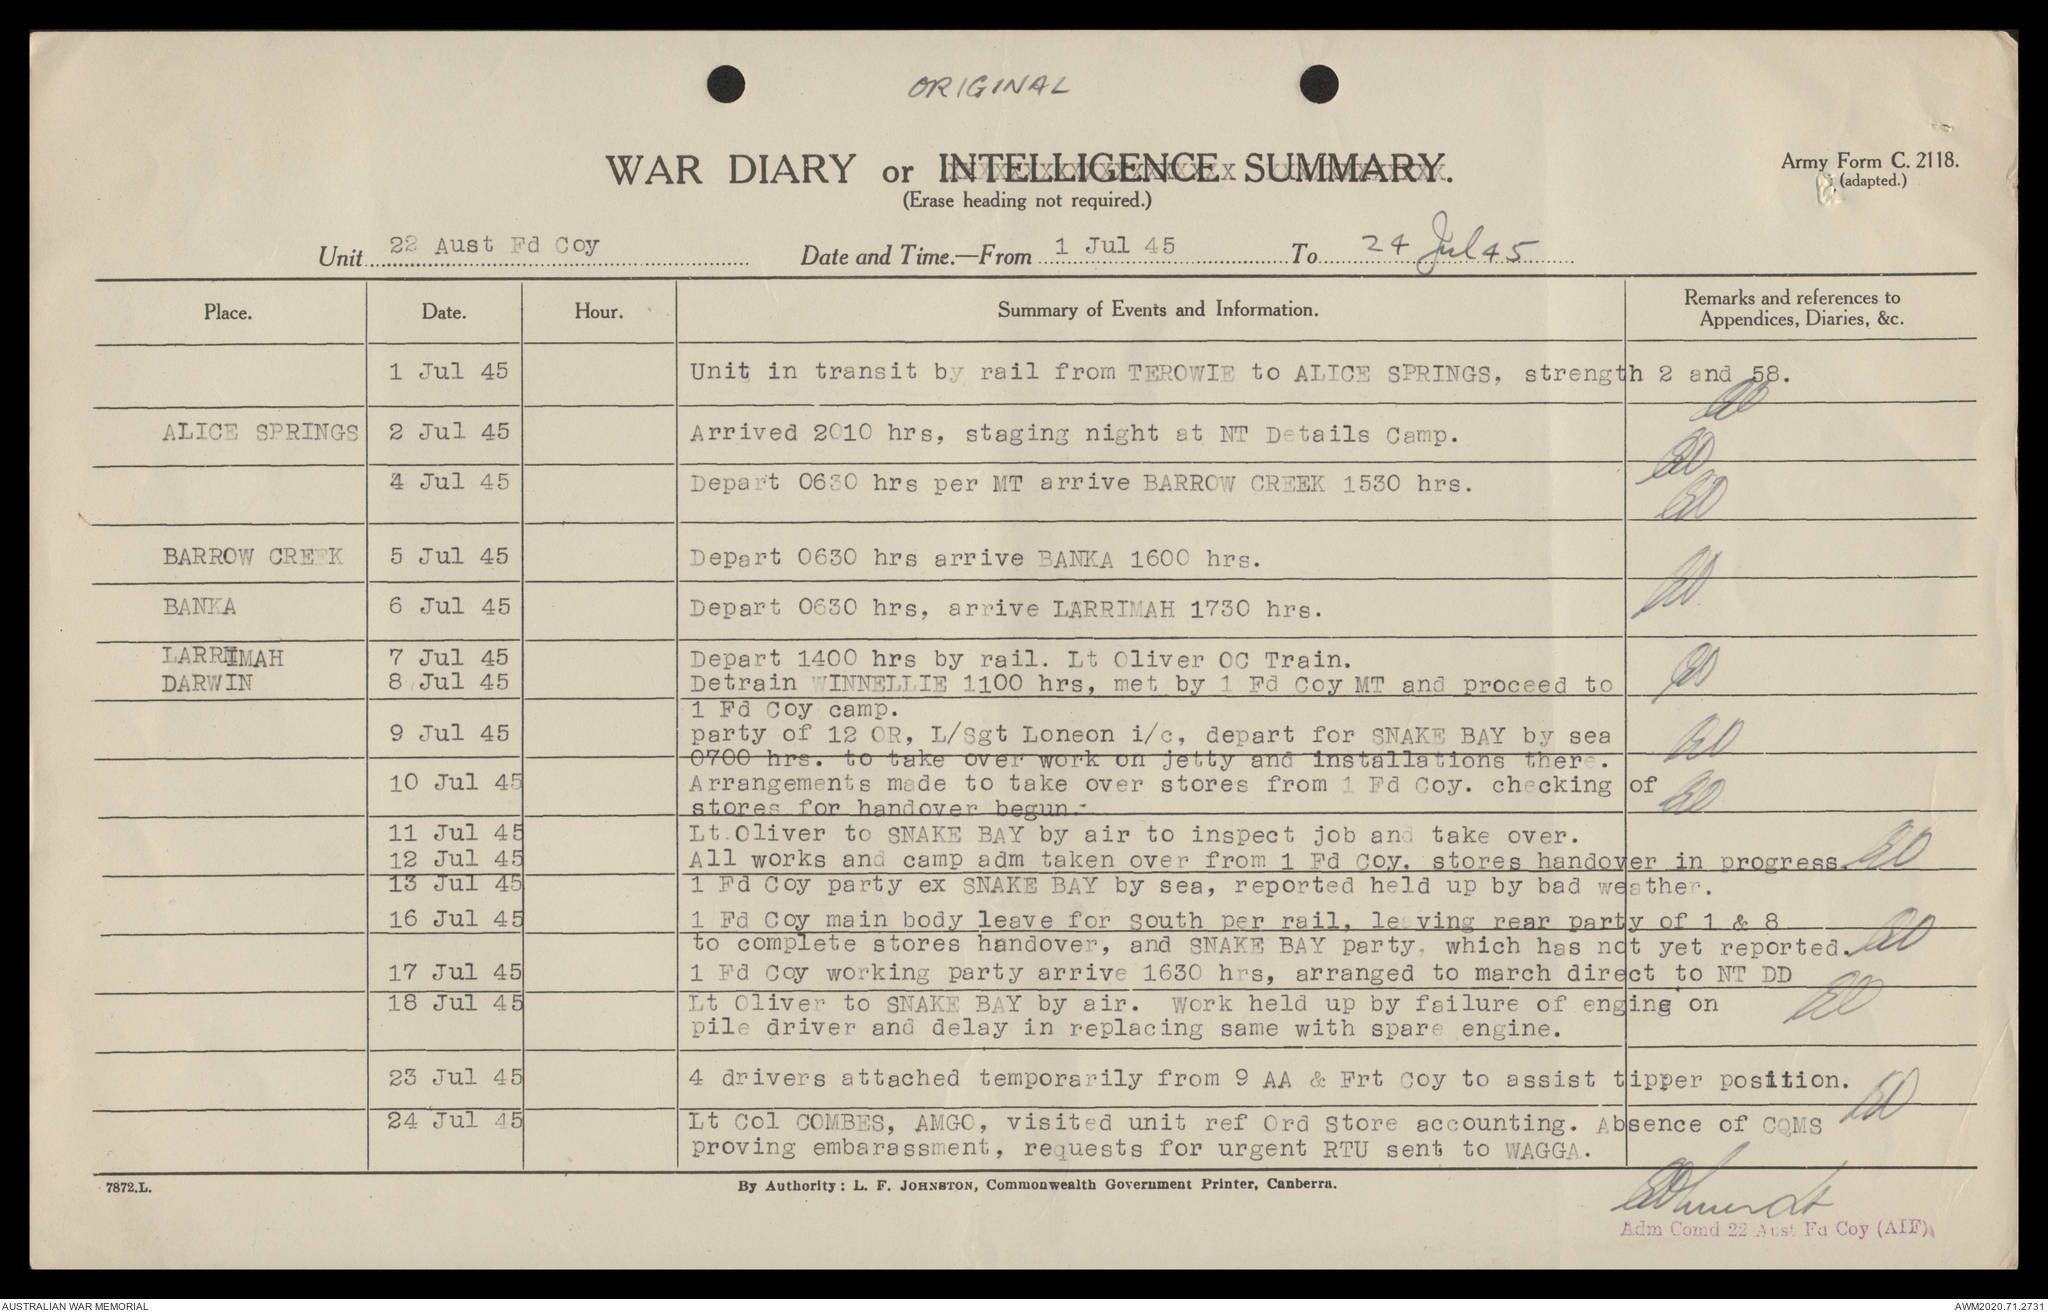 ORIGINAL
WAR DIARY or INTELLIGENCE SUMMARY.
(Erase heading not required.)
Army Form C. 2118.
(adapted.)
Unit 22 Aust Fd Coy Date and Time.—From 1 Jul 45 To 24 Jul 45
Place. Date. Hour. Summary of Events and Information. Remarks and references to
Appendices, Diaries, &c.
1 Jul 45 Unit in transit by rail from TEROWIE to ALICE SPRINGS, strength 2 and 58.
ALICE SPRINGS 2 Jul 45 Arrived 2010 hrs, staging night at NT Details Camp.
4 Jul 45 Depart 0630 hrs per MT arrive BARROW CREEK 1530 hrs.
BARROW CREEK 5 Jul 45 Depart 0630 hrs arrive BANKA 1600 hrs.
BANKA 6 Jul 45 Depart 0630 hrs, arrive LARRIMAH 1730 hrs.
LARRIMAH 7 Jul 45 Depart 1400 hrs by rail. Lt Oliver OC Train.
DARWIN 8 Jul 45 Detrain WINNELLIE 1100 hrs, met by 1 Fd Coy MT and proceed to
1 Fd Coy camp.
9 Jul 45 party of 12 OR, L/Sgt Loneon i/c, depart for SNAKE BAY by sea
0700 hrs. to take over work on jetty and installations there.
10 Jul 45 Arrangements made to take over stores from 1 Fd Coy. checking of
stores for handover begun.-
11 Jul 45 Lt.Oliver to SNAKE BAY by air to inspect job and take over.
12 Jul 45 All works and camp adm taken over from 1 Fd Coy. stores handover in progress.
13 Jul 45 1 Fd Coy party ex SNAKE BAY by sea, reported held up by bad weather.
16 Jul 45 1 Fd Coy main body leave for South per rail, leaving rear party of 1 & 8
to complete stores handover, and SNAKE BAY party, which has not yet reported.
17 Jul 45 1 Fd Coy working party arrive 1630 hrs, arranged to march direct to NT DD
18 Jul 45 Lt Oliver to SNAKE BAY by air. Work held up by failure of engine on
pile driver and delay in replacing same with spare engine.
23 Jul 45 4 drivers attached temporarily from 9 AA & Frt Coy to assist tipper position.
24 Jul 45 Lt Col COMBES, AMGO, visited unit ref Ord Store accounting. Absence of CQMS
proving embarassment, requests for urgent RTU sent to WAGGA.
7872.L.
By Authority: L. F. JOHNSTON, Commonwealth Government Printer, Canberra.
Adm Comd 22 Aust Fd Coy (AIF)
AUSTRALIAN WAR MEMORIAL
AWM2020.71.2731